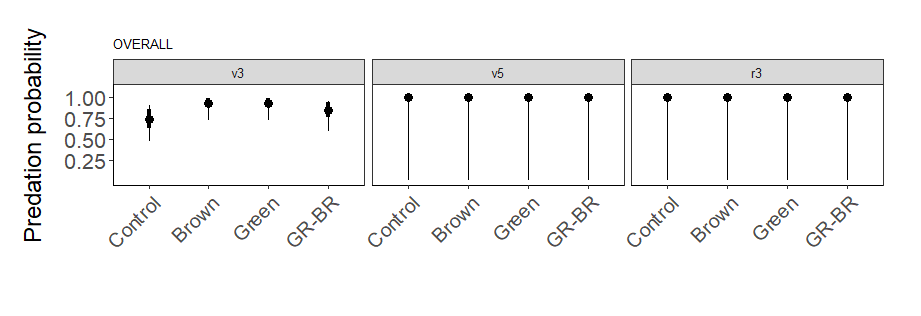 Predation probability
OVERALL
v3 v5 r3
1.00
0.75
0.50
0.25
Control Brown Green GR-BR Control Brown Green GR-BR Control Brown Green GR-BR